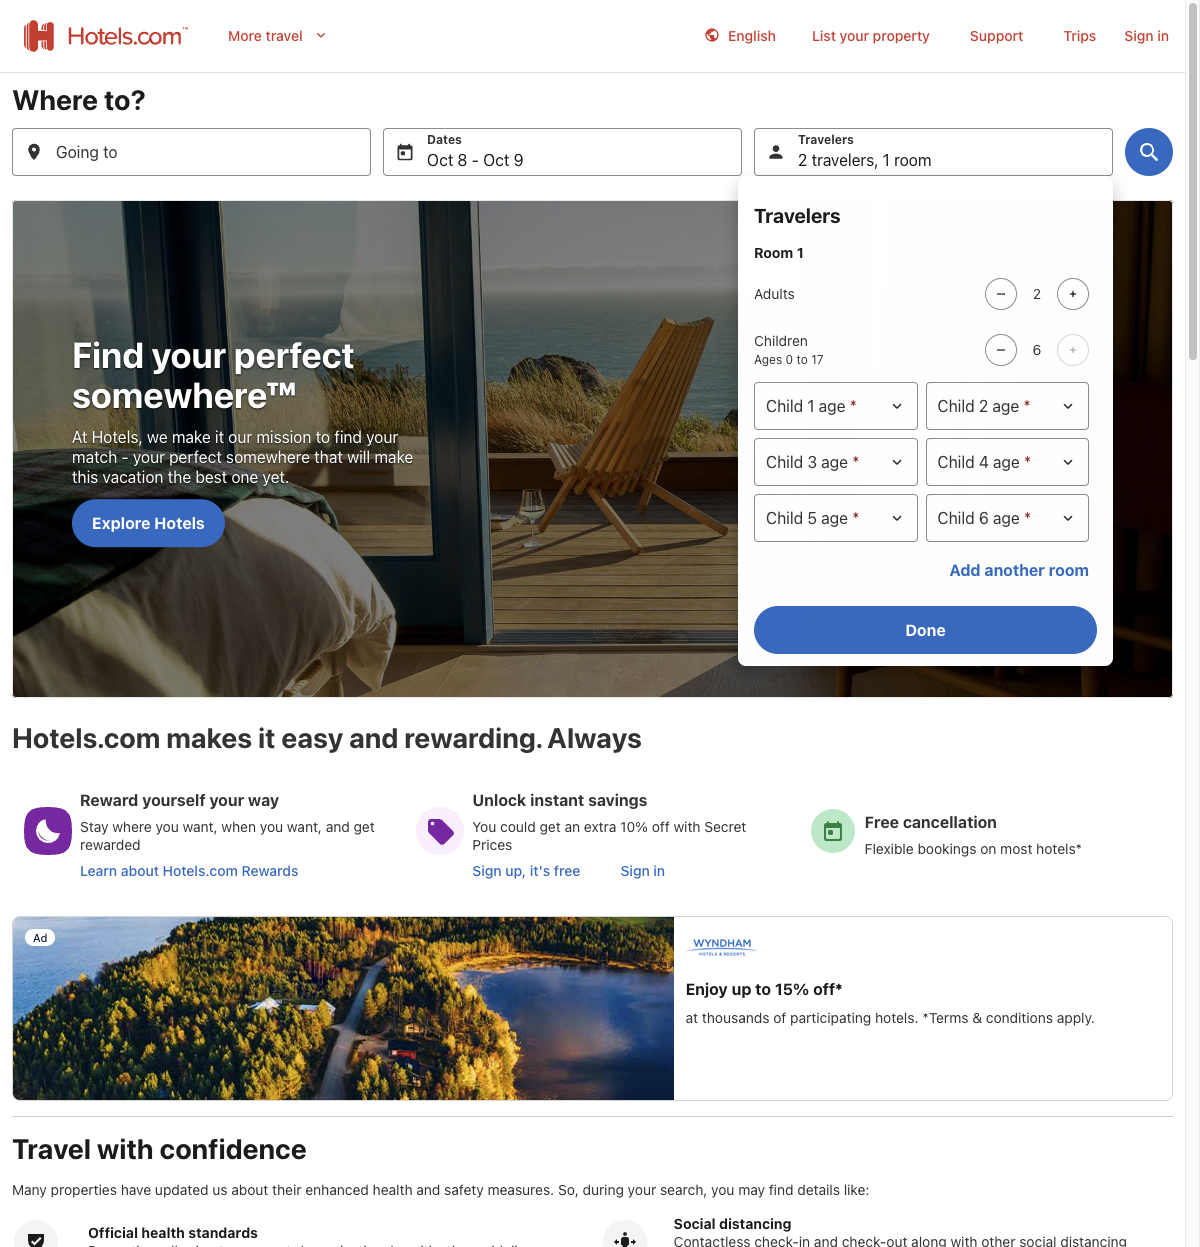 Hotels.com™
More travel
English
List your property
Support
Trips
Sign in
Where to?
Going to
Dates
Oct 8 - Oct 9
Travelers
2 travelers, 1 room
Travelers
Room 1
Adults
2
Children
6
Ages 0 to 17
Child 1 age *
Child 2 age *
Child 3 age *
Child 4 age *
Child 5 age *
Child 6 age *
Add another room
Done
Find your perfect
somewhere™
At Hotels, we make it our mission to find your
match - your perfect somewhere that will make
this vacation the best one yet.
Explore Hotels
Hotels.com makes it easy and rewarding. Always
Reward yourself your way
Stay where you want, when you want, and get
rewarded
Learn about Hotels.com Rewards
Unlock instant savings
You could get an extra 10% off with Secret
Prices
Sign up, it's free
Sign in
Free cancellation
Flexible bookings on most hotels*
Ad
WYNDHAM
HOTELS & RESORTS
Enjoy up to 15% off*
at thousands of participating hotels. *Terms & conditions apply.
Travel with confidence
Many properties have updated us about their enhanced health and safety measures. So, during your search, you may find details like:
Official health standards
Social distancing
Contactless check-in and check-out along with other social distancing